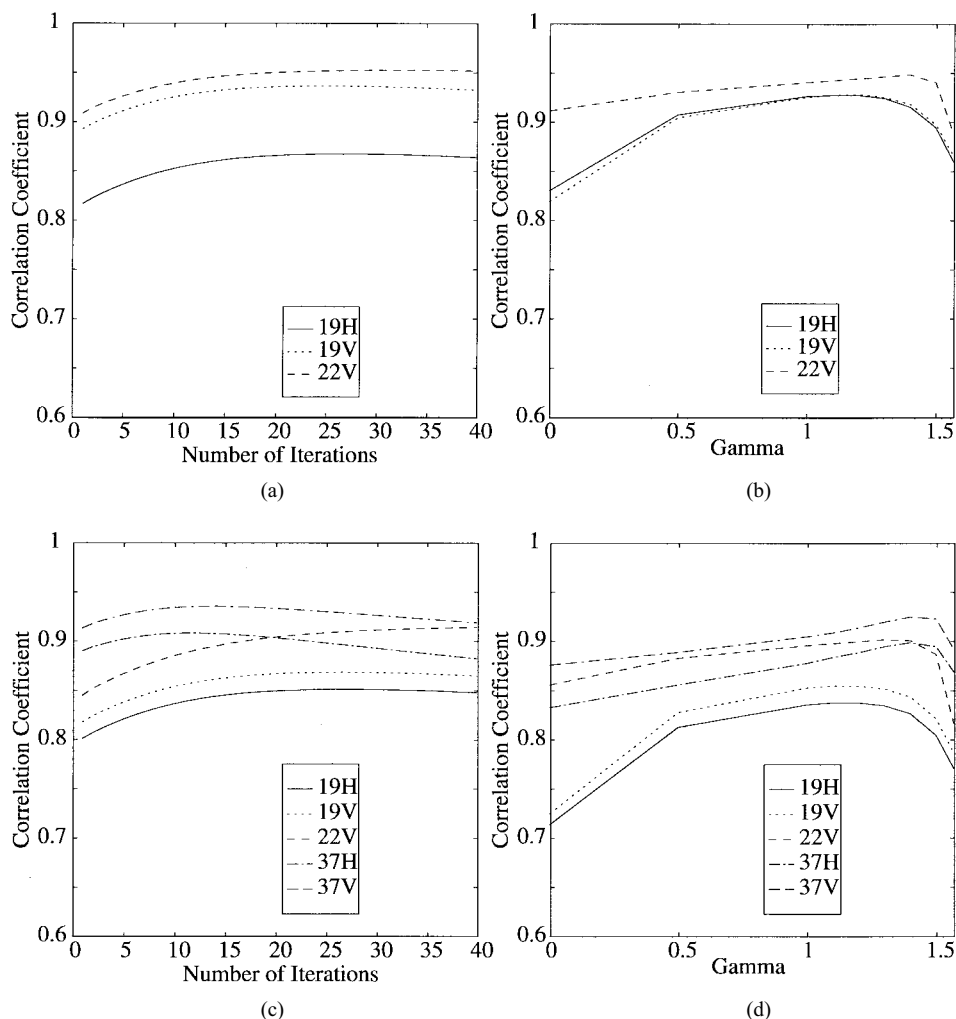 1
0.9
0.8
0.7
0.6
Correlation Coefficient
19H
19V
22V
0 5 10 15 20 25 30 35 40
Number of Iterations
(a)
1
0.9
0.8
0.7
0.6
Correlation Coefficient
19H
19V
22V
0 0.5 1 1.5
Gamma
(b)
1
0.9
0.8
0.7
0.6
Correlation Coefficient
19H
19V
22V
37H
37V
0 5 10 15 20 25 30 35 40
Number of Iterations
(c)
1
0.9
0.8
0.7
0.6
Correlation Coefficient
19H
19V
22V
37H
37V
0 0.5 1 1.5
Gamma
(d)